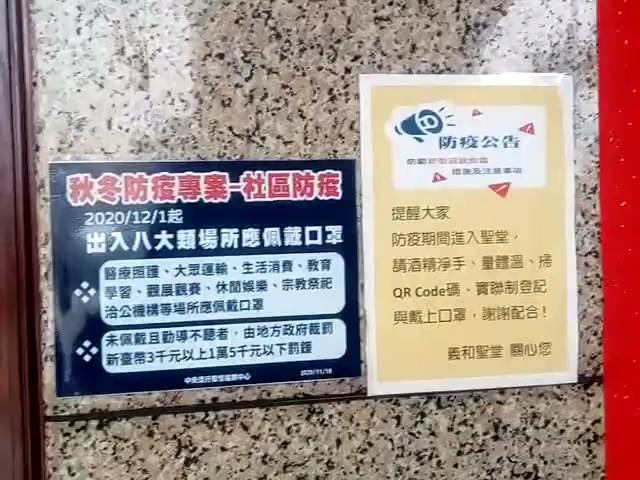 秋冬防疫專案-社區防疫
2020/12/1起
出入八大類場所應佩戴口罩
醫療照護、大眾運輸、生活消費、教育
學習、觀展觀賽、休閒娛樂、宗教祭祀
洽公機構等場所應佩戴口罩
未佩戴且勸導不聽者，由地方政府裁罰
新臺幣3千元以上1萬5千元以下罰鍰
中央流行疫情指揮中心
2020/11/18
防疫公告
防範新型冠狀病毒
措施及注意事項
提醒大家
防疫期間進入聖堂，
請酒精淨手、量體溫、掃
QR Code碼、實聯制登記
與戴上口罩，謝謝配合！
義和聖堂 關心您